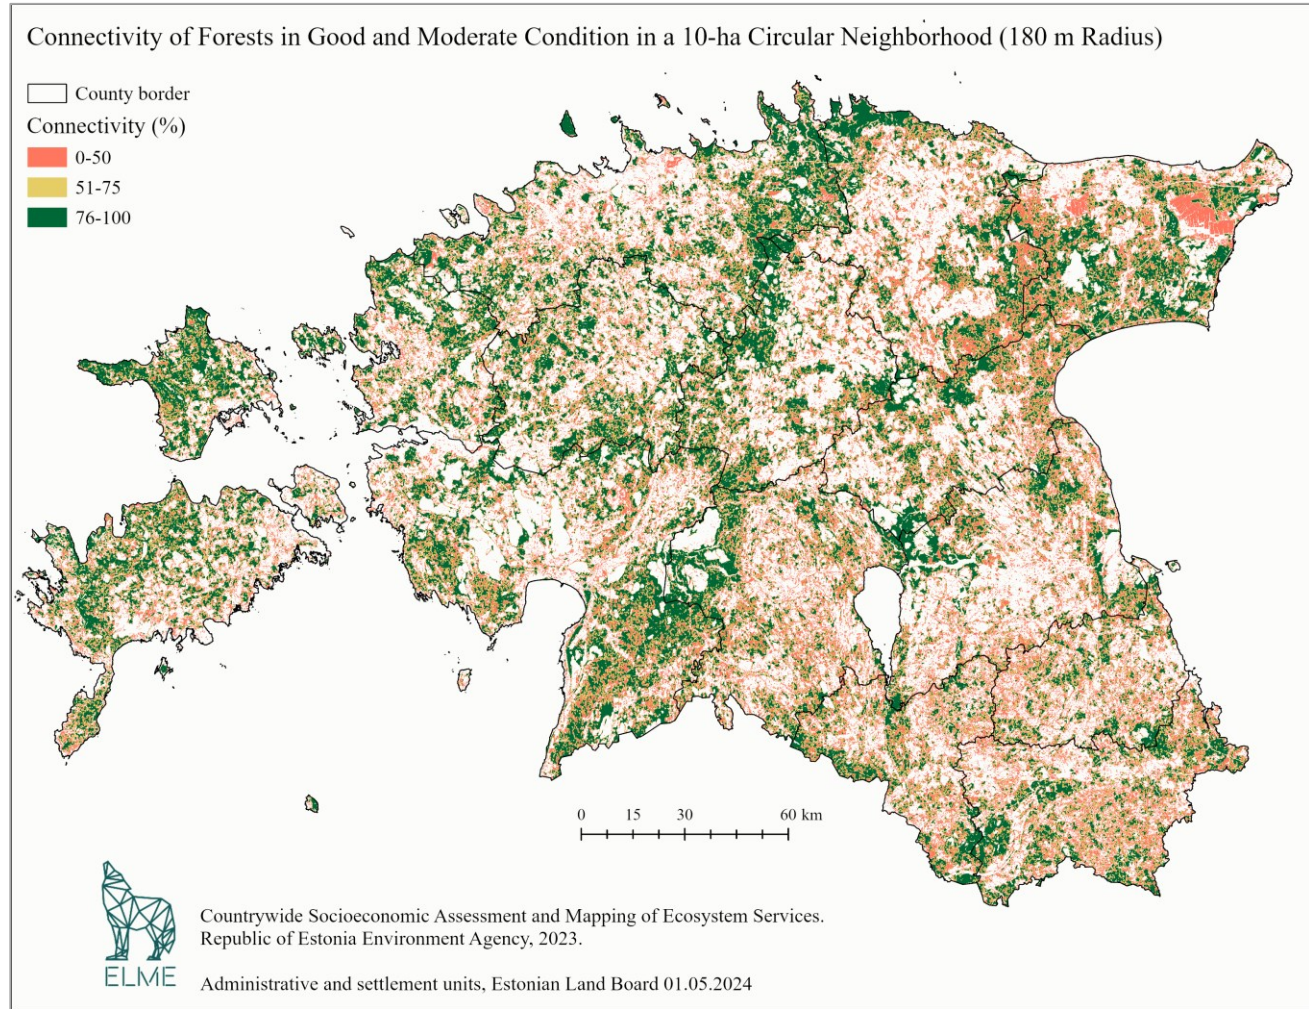 Connectivity of Forests in Good and Moderate Condition in a 10-ha Circular Neighborhood (180 m Radius)
County border
Connectivity (%)
0-50
51-75
76-100
0 15 30 60 km
Countrywide Socioeconomic Assessment and Mapping of Ecosystem Services.
Republic of Estonia Environment Agency, 2023.
ELME
Administrative and settlement units, Estonian Land Board 01.05.2024